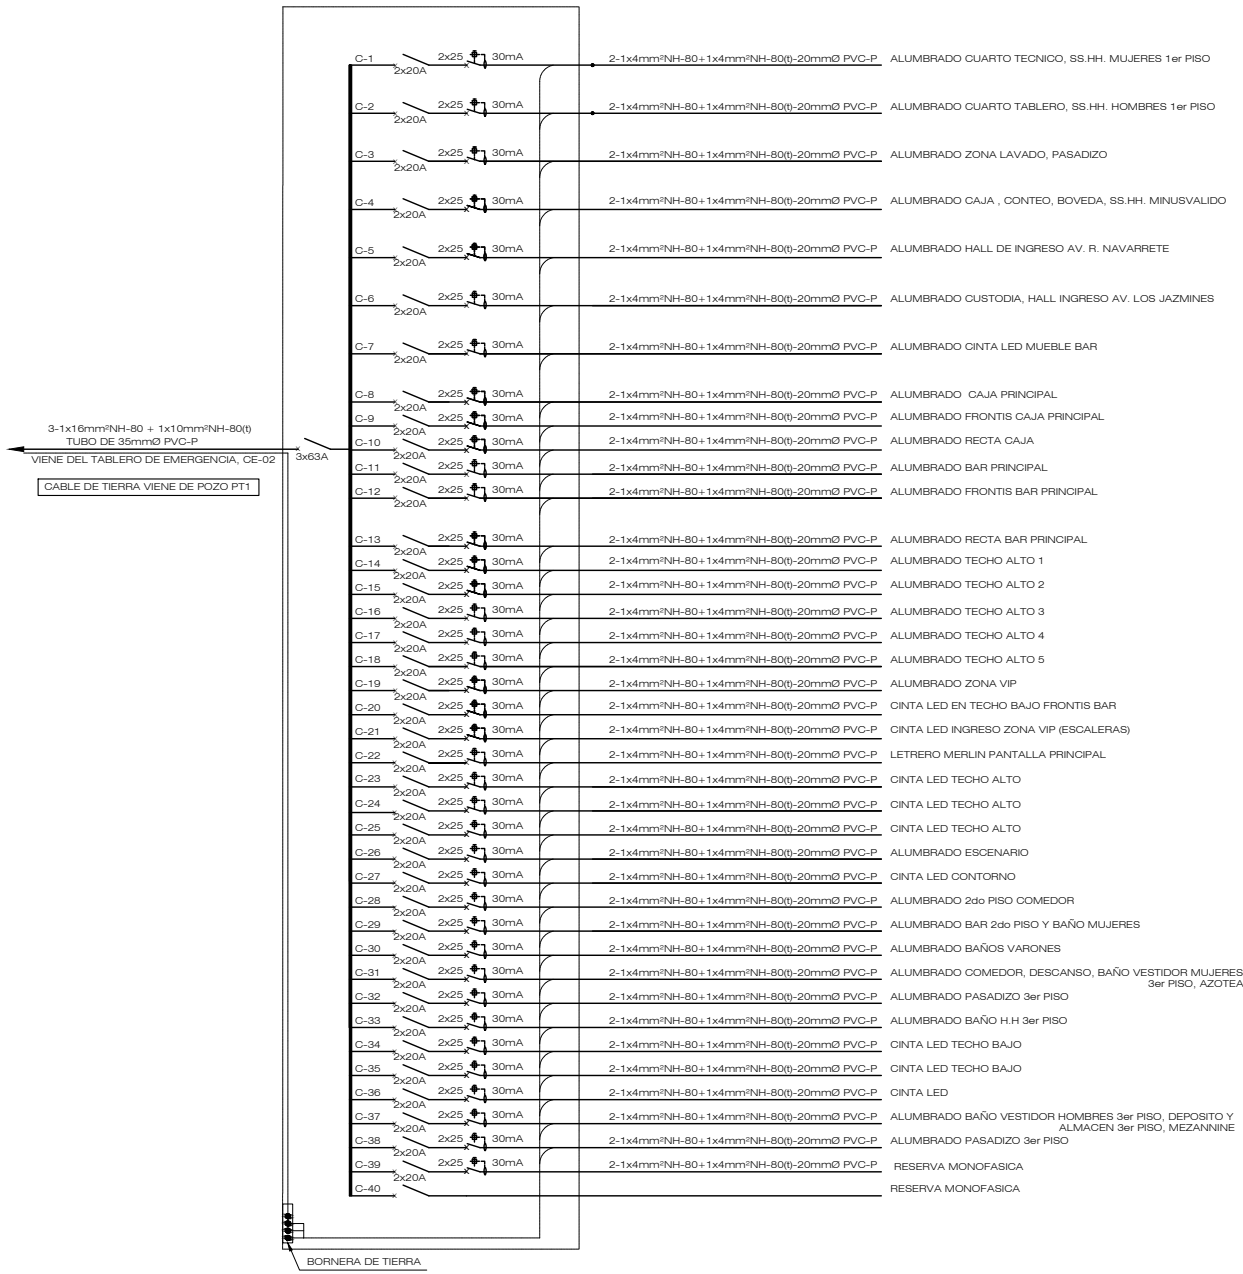 C-1 2x20A 2x25 30mA 2-1x4mm²NH-80+1x4mm²NH-80(t)-20mmØ PVC-P ALUMBRADO CUARTO TECNICO, SS.HH. MUJERES 1er PISO
C-2 2x20A 2x25 30mA 2-1x4mm²NH-80+1x4mm²NH-80(t)-20mmØ PVC-P ALUMBRADO CUARTO TABLERO, SS.HH. HOMBRES 1er PISO
C-3 2x20A 2x25 30mA 2-1x4mm²NH-80+1x4mm²NH-80(t)-20mmØ PVC-P ALUMBRADO ZONA LAVADO, PASADIZO
C-4 2x20A 2x25 30mA 2-1x4mm²NH-80+1x4mm²NH-80(t)-20mmØ PVC-P ALUMBRADO CAJA , CONTEO, BOVEDA, SS.HH. MINUSVALIDO
C-5 2x20A 2x25 30mA 2-1x4mm²NH-80+1x4mm²NH-80(t)-20mmØ PVC-P ALUMBRADO HALL DE INGRESO AV. R. NAVARRETE
C-6 2x20A 2x25 30mA 2-1x4mm²NH-80+1x4mm²NH-80(t)-20mmØ PVC-P ALUMBRADO CUSTODIA, HALL INGRESO AV. LOS JAZMINES
C-7 2x20A 2x25 30mA 2-1x4mm²NH-80+1x4mm²NH-80(t)-20mmØ PVC-P ALUMBRADO CINTA LED MUEBLE BAR
C-8 2x20A 2x25 30mA 2-1x4mm²NH-80+1x4mm²NH-80(t)-20mmØ PVC-P ALUMBRADO CAJA PRINCIPAL
C-9 2x20A 2x25 30mA 2-1x4mm²NH-80+1x4mm²NH-80(t)-20mmØ PVC-P ALUMBRADO FRONTIS CAJA PRINCIPAL
3-1x16mm²NH-80 + 1x10mm²NH-80(t)
TUBO DE 35mmØ PVC-P
VIENE DEL TABLERO DE EMERGENCIA, CE-02
3x63A
CABLE DE TIERRA VIENE DE POZO PT1
C-10 2x20A 2x25 30mA 2-1x4mm²NH-80+1x4mm²NH-80(t)-20mmØ PVC-P ALUMBRADO RECTA CAJA
C-11 2x20A 2x25 30mA 2-1x4mm²NH-80+1x4mm²NH-80(t)-20mmØ PVC-P ALUMBRADO BAR PRINCIPAL
C-12 2x20A 2x25 30mA 2-1x4mm²NH-80+1x4mm²NH-80(t)-20mmØ PVC-P ALUMBRADO FRONTIS BAR PRINCIPAL
C-13 2x20A 2x25 30mA 2-1x4mm²NH-80+1x4mm²NH-80(t)-20mmØ PVC-P ALUMBRADO RECTA BAR PRINCIPAL
C-14 2x20A 2x25 30mA 2-1x4mm²NH-80+1x4mm²NH-80(t)-20mmØ PVC-P ALUMBRADO TECHO ALTO 1
C-15 2x20A 2x25 30mA 2-1x4mm²NH-80+1x4mm²NH-80(t)-20mmØ PVC-P ALUMBRADO TECHO ALTO 2
C-16 2x20A 2x25 30mA 2-1x4mm²NH-80+1x4mm²NH-80(t)-20mmØ PVC-P ALUMBRADO TECHO ALTO 3
C-17 2x20A 2x25 30mA 2-1x4mm²NH-80+1x4mm²NH-80(t)-20mmØ PVC-P ALUMBRADO TECHO ALTO 4
C-18 2x20A 2x25 30mA 2-1x4mm²NH-80+1x4mm²NH-80(t)-20mmØ PVC-P ALUMBRADO TECHO ALTO 5
C-19 2x20A 2x25 30mA 2-1x4mm²NH-80+1x4mm²NH-80(t)-20mmØ PVC-P ALUMBRADO ZONA VIP
C-20 2x20A 2x25 30mA 2-1x4mm²NH-80+1x4mm²NH-80(t)-20mmØ PVC-P CINTA LED EN TECHO BAJO FRONTIS BAR
C-21 2x20A 2x25 30mA 2-1x4mm²NH-80+1x4mm²NH-80(t)-20mmØ PVC-P CINTA LED INGRESO ZONA VIP (ESCALERAS)
C-22 2x20A 2x25 30mA 2-1x4mm²NH-80+1x4mm²NH-80(t)-20mmØ PVC-P LETRERO MERLIN PANTALLA PRINCIPAL
C-23 2x20A 2x25 30mA 2-1x4mm²NH-80+1x4mm²NH-80(t)-20mmØ PVC-P CINTA LED TECHO ALTO
C-24 2x20A 2x25 30mA 2-1x4mm²NH-80+1x4mm²NH-80(t)-20mmØ PVC-P CINTA LED TECHO ALTO
C-25 2x20A 2x25 30mA 2-1x4mm²NH-80+1x4mm²NH-80(t)-20mmØ PVC-P CINTA LED TECHO ALTO
C-26 2x20A 2x25 30mA 2-1x4mm²NH-80+1x4mm²NH-80(t)-20mmØ PVC-P ALUMBRADO ESCENARIO
C-27 2x20A 2x25 30mA 2-1x4mm²NH-80+1x4mm²NH-80(t)-20mmØ PVC-P CINTA LED CONTORNO
C-28 2x20A 2x25 30mA 2-1x4mm²NH-80+1x4mm²NH-80(t)-20mmØ PVC-P ALUMBRADO 2do PISO COMEDOR
C-29 2x20A 2x25 30mA 2-1x4mm²NH-80+1x4mm²NH-80(t)-20mmØ PVC-P ALUMBRADO BAR 2do PISO Y BAÑO MUJERES
C-30 2x20A 2x25 30mA 2-1x4mm²NH-80+1x4mm²NH-80(t)-20mmØ PVC-P ALUMBRADO BAÑOS VARONES
C-31 2x20A 2x25 30mA 2-1x4mm²NH-80+1x4mm²NH-80(t)-20mmØ PVC-P ALUMBRADO COMEDOR, DESCANSO, BAÑO VESTIDOR MUJERES
3er PISO, AZOTEA
C-32 2x20A 2x25 30mA 2-1x4mm²NH-80+1x4mm²NH-80(t)-20mmØ PVC-P ALUMBRADO PASADIZO 3er PISO
C-33 2x20A 2x25 30mA 2-1x4mm²NH-80+1x4mm²NH-80(t)-20mmØ PVC-P ALUMBRADO BAÑO H.H 3er PISO
C-34 2x20A 2x25 30mA 2-1x4mm²NH-80+1x4mm²NH-80(t)-20mmØ PVC-P CINTA LED TECHO BAJO
C-35 2x20A 2x25 30mA 2-1x4mm²NH-80+1x4mm²NH-80(t)-20mmØ PVC-P CINTA LED TECHO BAJO
C-36 2x20A 2x25 30mA 2-1x4mm²NH-80+1x4mm²NH-80(t)-20mmØ PVC-P CINTA LED
C-37 2x20A 2x25 30mA 2-1x4mm²NH-80+1x4mm²NH-80(t)-20mmØ PVC-P ALUMBRADO BAÑO VESTIDOR HOMBRES 3er PISO, DEPOSITO Y
ALMACEN 3er PISO, MEZANNINE
C-38 2x20A 2x25 30mA 2-1x4mm²NH-80+1x4mm²NH-80(t)-20mmØ PVC-P ALUMBRADO PASADIZO 3er PISO
C-39 2x20A 2x25 30mA 2-1x4mm²NH-80+1x4mm²NH-80(t)-20mmØ PVC-P RESERVA MONOFASICA
C-40 RESERVA MONOFASICA
BORNERA DE TIERRA